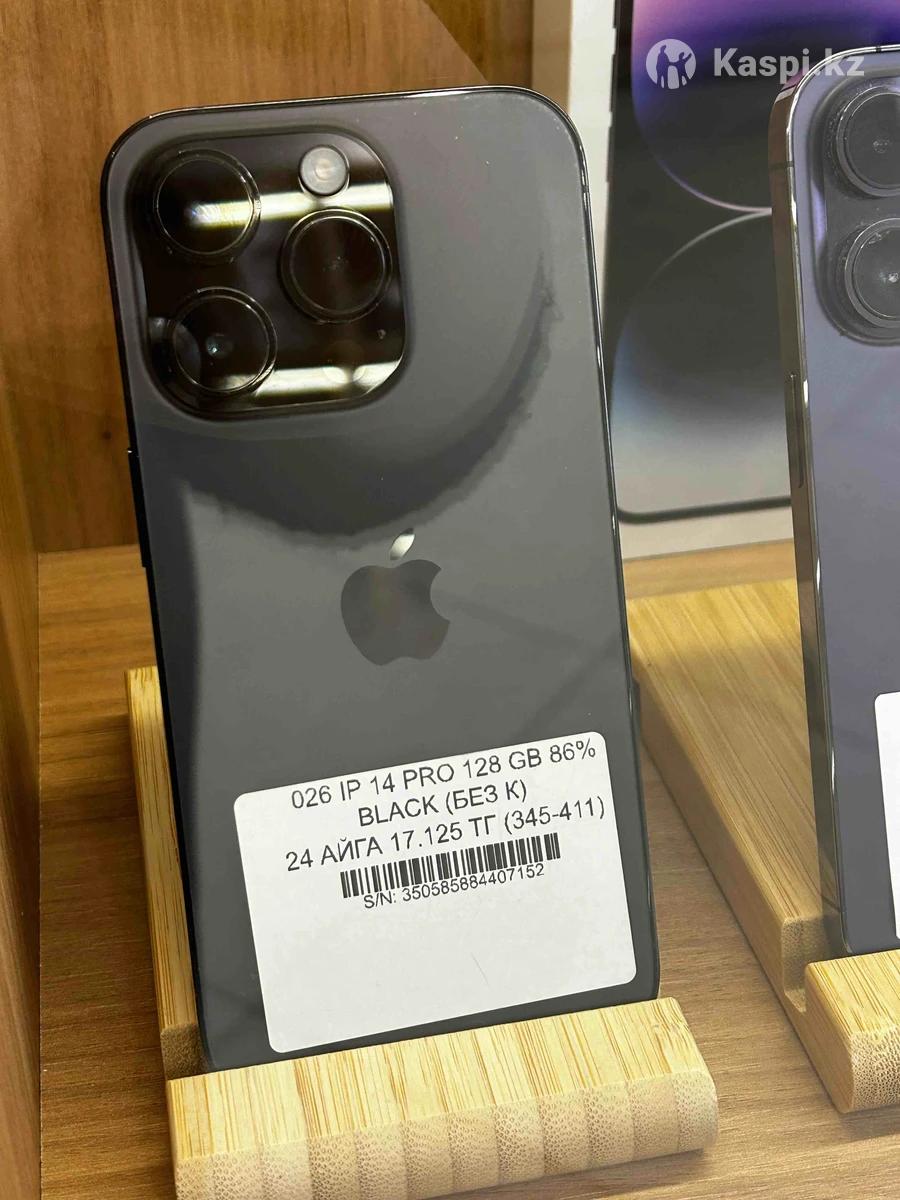 Kaspi.kz
026 IP 14 PRO 128 GB 86%
BLACK (БЕЗ К)
24 АЙГА 17.125 ТГ (345-411)
S/N: 350585884407152